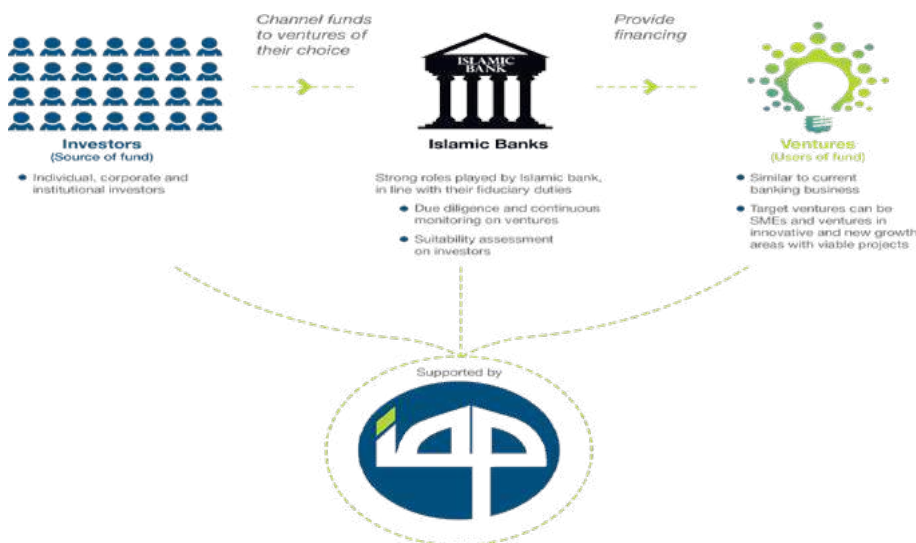 Channel funds
to ventures of
their choice
Provide
financing
ISLAMIC
BANK
Investors
(Source of fund)
Individual, corporate and
institutional investors
Islamic Banks
Strong roles played by Islamic bank,
in line with their fiduciary duties
Due diligence and continuous
monitoring on ventures
Suitability assessment
on investors
Ventures
(Users of fund)
Similar to current
banking business
Target ventures can be
SMEs and ventures in
innovative and new growth
areas with viable projects
Supported by
iap